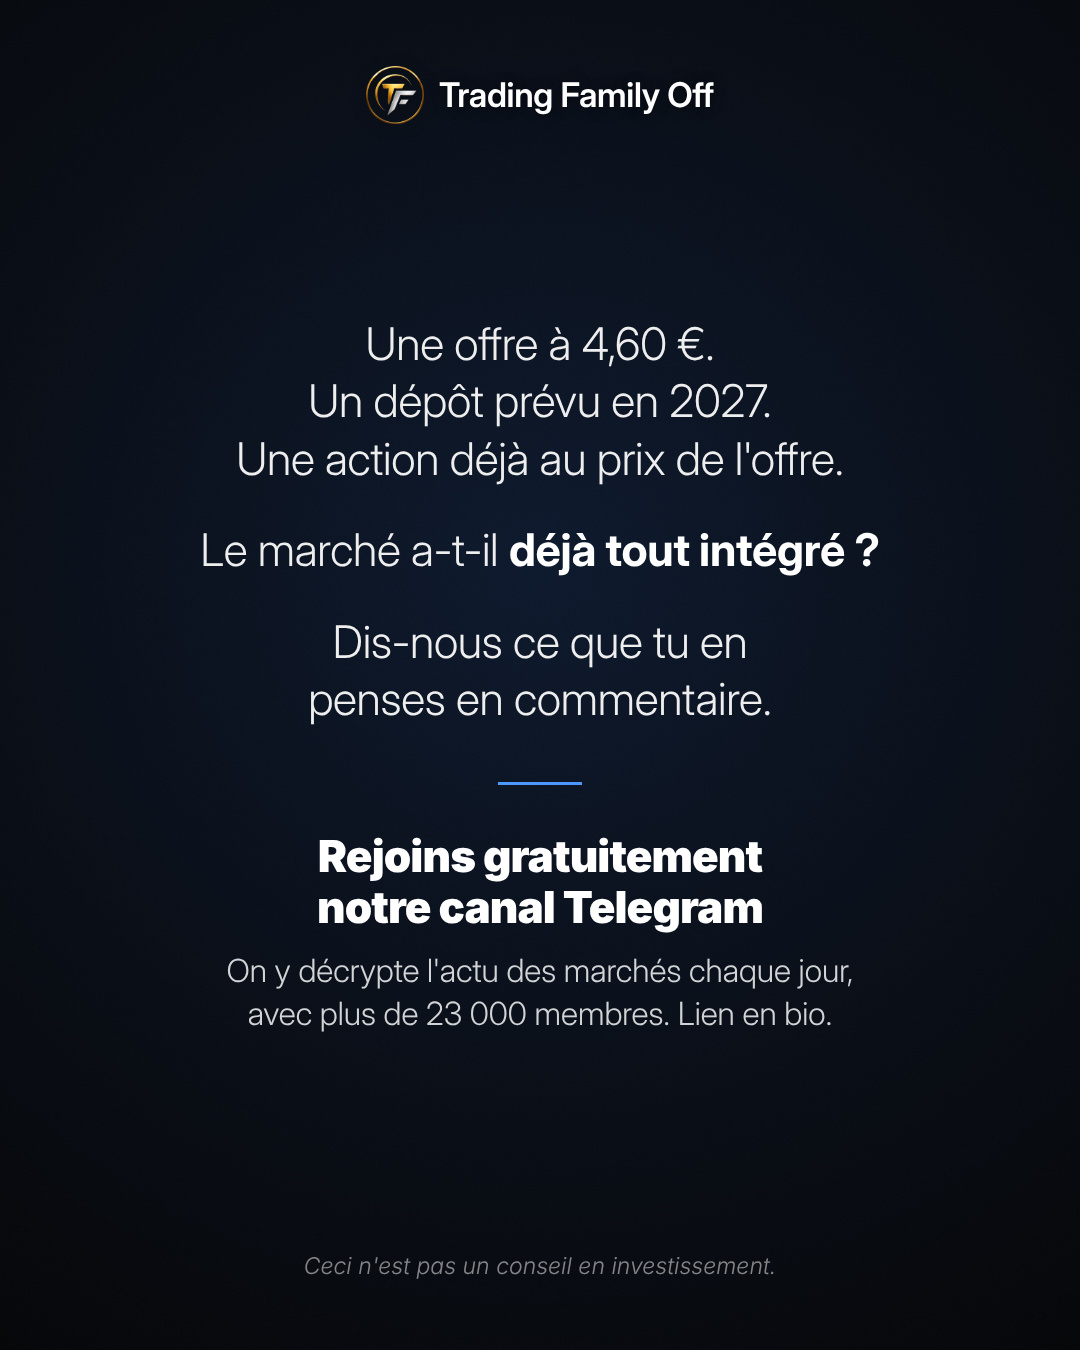 TF Trading Family Off
Une offre à 4,60 €.
Un dépôt prévu en 2027.
Une action déjà au prix de l'offre.
Le marché a-t-il déjà tout intégré ?
Dis-nous ce que tu en
penses en commentaire.
Rejoins gratuitement
notre canal Telegram
On y décrypte l'actu des marchés chaque jour,
avec plus de 23 000 membres. Lien en bio.
Ceci n'est pas un conseil en investissement.